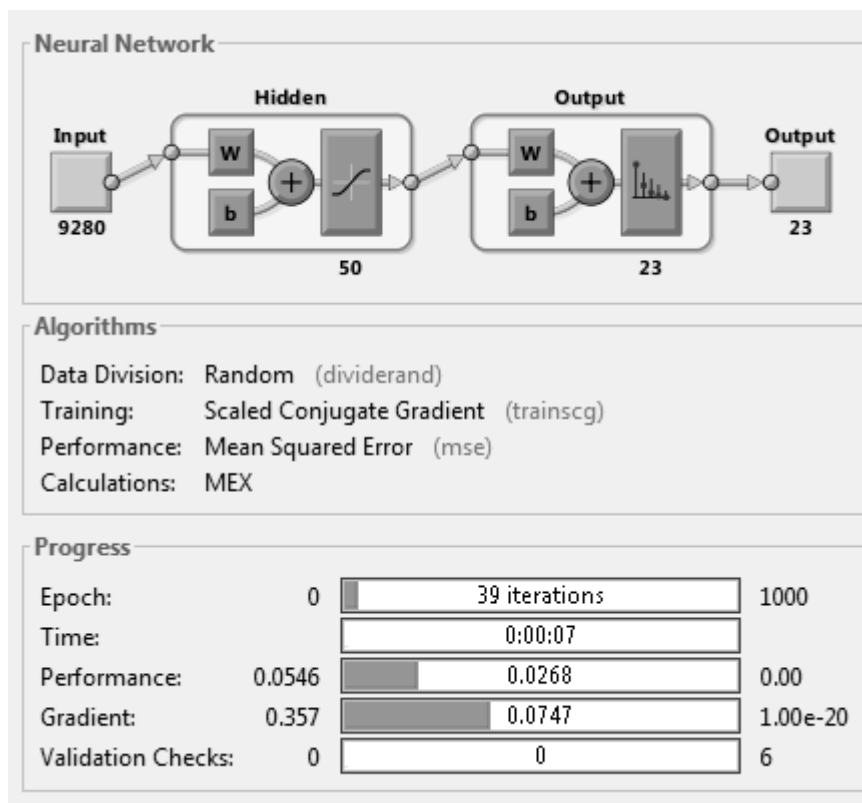 Neural Network
Hidden
Output
Input
Output
W
W
b
b
9280
23
50
23
Algorithms
Data Division: Random (dividerand)
Training: Scaled Conjugate Gradient (trainscg)
Performance: Mean Squared Error (mse)
Calculations: MEX
Progress
Epoch: 0 39 iterations 1000
Time: 0:00:07
Performance: 0.0546 0.0268 0.00
Gradient: 0.357 0.0747 1.00e-20
Validation Checks: 0 0 6